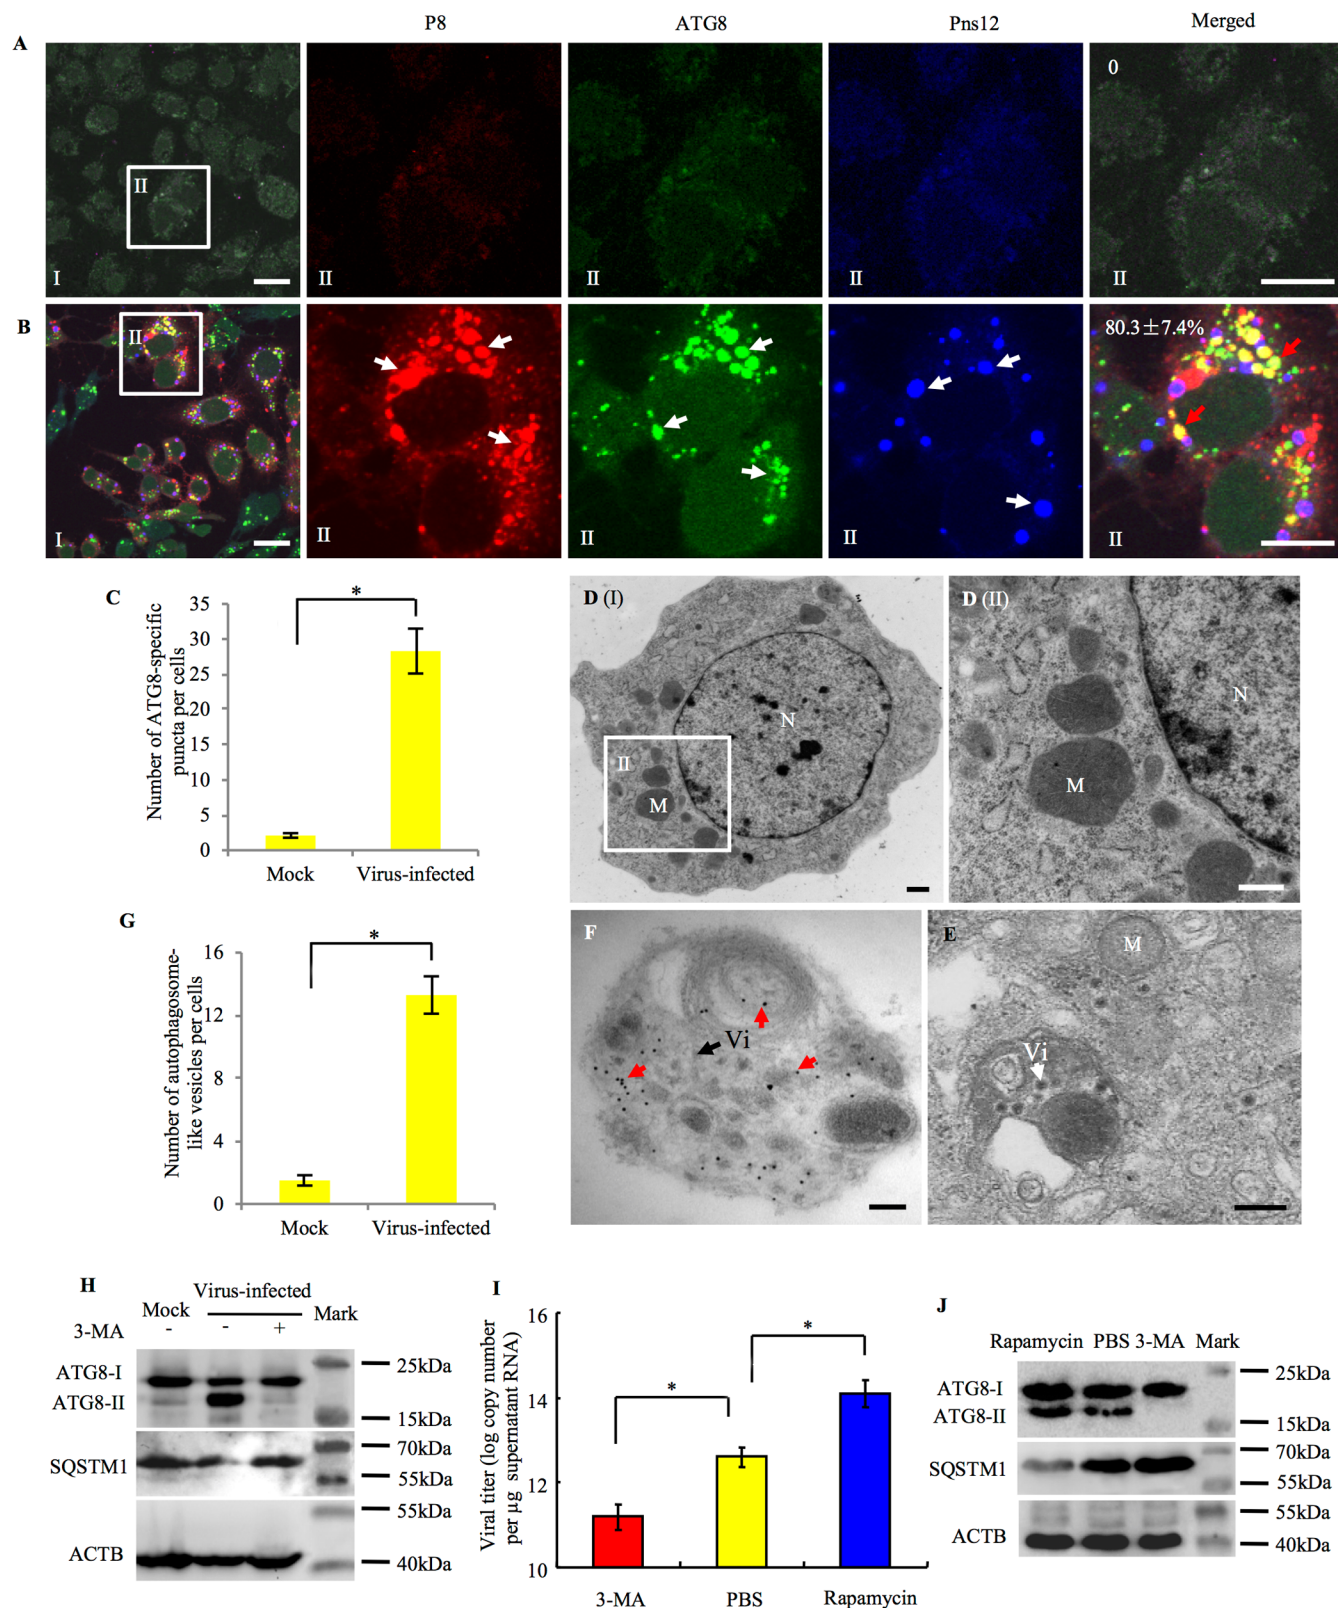 P8 ATG8 Pns12 Merged
A
II
I
II
II
II
0
II
B
II
I
II
II
II
80.3±7.4%
II
C
Number of ATG8-specific
puncta per cells
35
30
25
20
15
10
5
0
*
Mock Virus-infected
D (I)
N
II
M
D (II)
N
M
G
Number of autophagosome-
like vesicles per cells
16
12
8
4
0
*
Mock Virus-infected
F
Vi
E
M
Vi
H
Virus-infected
Mock Mark
3-MA - - +
ATG8-I
ATG8-II
25kDa
15kDa
SQSTM1
70kDa
55kDa
ACTB
55kDa
40kDa
I
Viral titer (log copy number
per μg supernatant RNA)
16
14
12
10
*
*
3-MA PBS Rapamycin
J
Rapamycin PBS 3-MA Mark
ATG8-I
ATG8-II
25kDa
15kDa
SQSTM1
70kDa
55kDa
ACTB
55kDa
40kDa